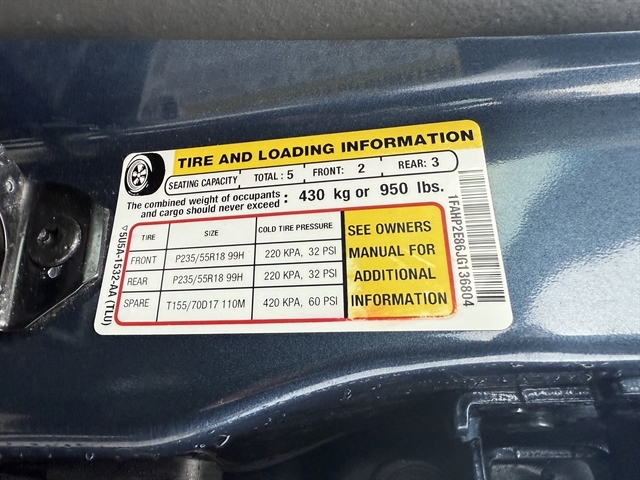 TIRE AND LOADING INFORMATION
SEATING CAPACITY TOTAL: 5 FRONT: 2 REAR: 3
The combined weight of occupants and cargo should never exceed : 430 kg or 950 lbs.
TIRE SIZE COLD TIRE PRESSURE
FRONT P235/55R18 99H 220 KPA, 32 PSI
REAR P235/55R18 99H 220 KPA, 32 PSI
SPARE T155/70D17 110M 420 KPA, 60 PSI
SEE OWNERS
MANUAL FOR
ADDITIONAL
INFORMATION
5U5A-1532-AA (TLU)
1FAHP2E86JG136804